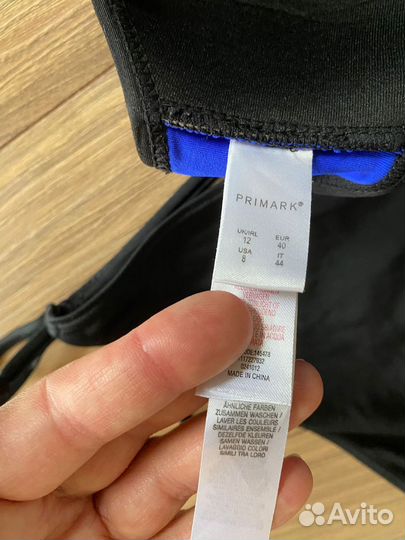 PRIMARK®
UK/IRL EUR
12 40
USA IT
8 44
MADE IN CHINA
ÄHNLICHE FARBEN
ZUSAMMEN WASCHEN /
LAVER LES COULEURS
SIMILAIRES ENSEMBLE /
DEZELFDE KLEUREN
SAMEN WASSEN /
LAVAGGIO COLORI
SIMILI TRA LORO
Avito